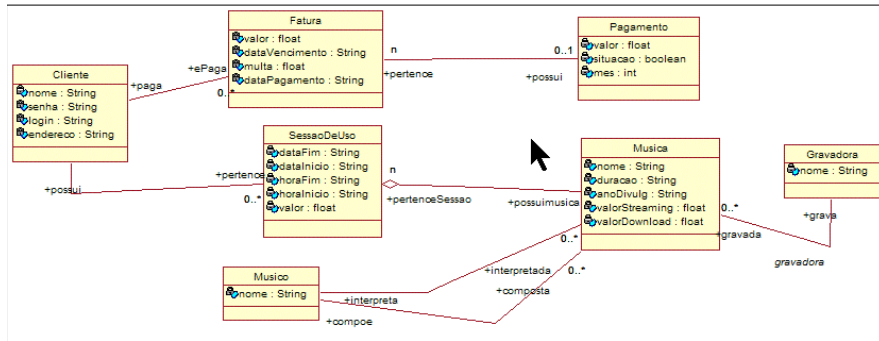 Fatura
valor : float
dataVencimento : String
multa : float
dataPagamento : String
Pagamento
valor : float
situacao : boolean
mes : int
n
0..1
+pertence
+possui
Cliente
nome : String
senha : String
login : String
endereco : String
+paga
+ePaga
0..*
SessaoDeUso
dataFim : String
dataInicio : String
horaFim : String
horaInicio : String
valor : float
+possui
+pertence
0..*
n
+pertenceSessao
+possuimusica
Musica
nome : String
duracao : String
anoDivulg : String
valorStreaming : float
valorDownload : float
Gravadora
nome : String
0..*
+grava
+gravada
gravadora
Musico
nome : String
+interpreta
+interpretada
0..*
+compoe
+composta
0..*